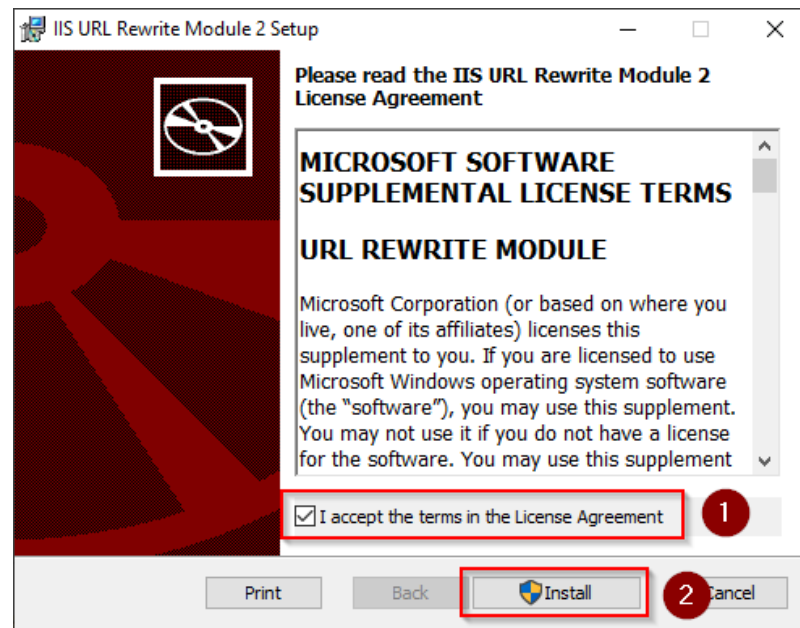 IIS URL Rewrite Module 2 Setup
Please read the IIS URL Rewrite Module 2
License Agreement
MICROSOFT SOFTWARE
SUPPLEMENTAL LICENSE TERMS
URL REWRITE MODULE
Microsoft Corporation (or based on where you
live, one of its affiliates) licenses this
supplement to you. If you are licensed to use
Microsoft Windows operating system software
(the “software”), you may use this supplement.
You may not use it if you do not have a license
for the software. You may use this supplement
I accept the terms in the License Agreement 1
Print Back Install 2 Cancel